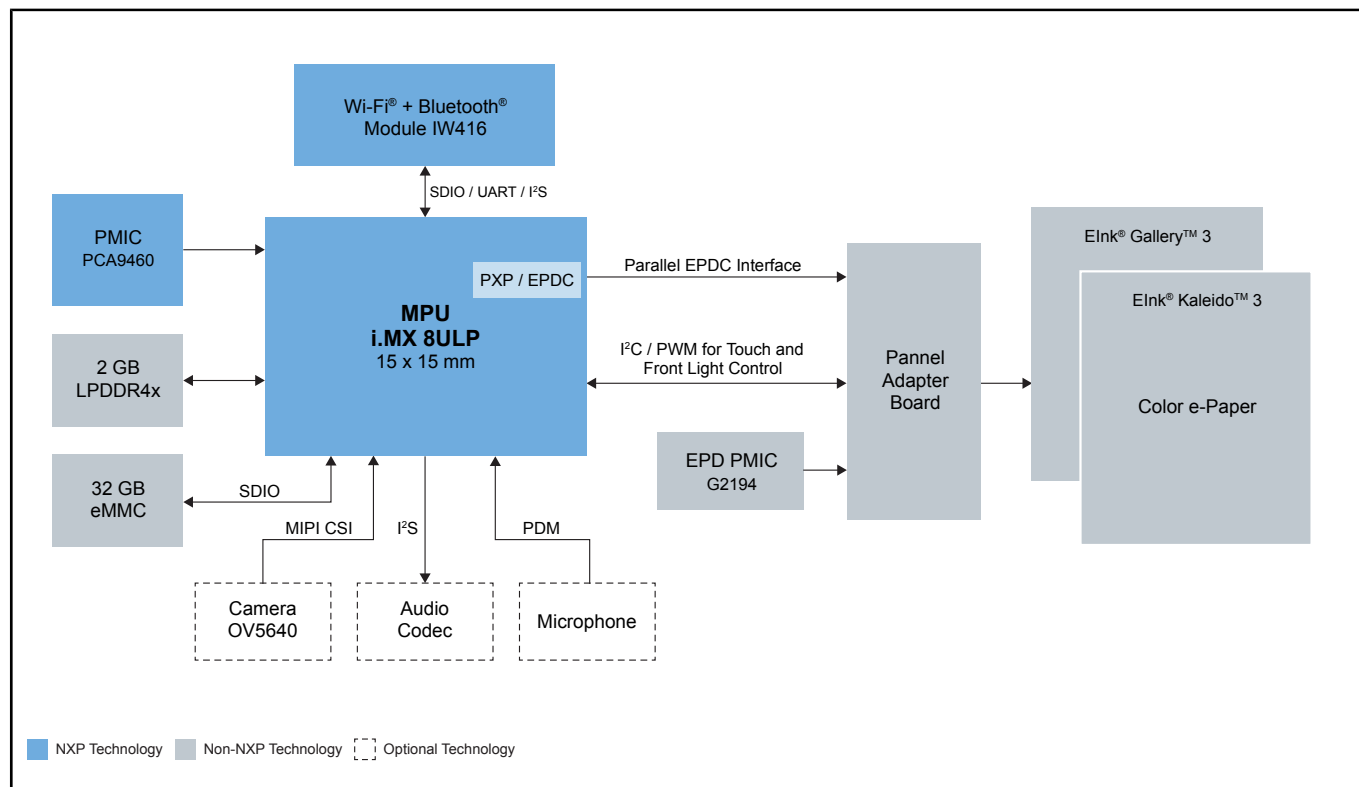 Wi-Fi® + Bluetooth®
Module IW416
SDIO / UART / I²S
PMIC
PCA9460
PXP / EPDC
MPU
i.MX 8ULP
15 x 15 mm
Parallel EPDC Interface
I²C / PWM for Touch and
Front Light Control
2 GB
LPDDR4x
32 GB
eMMC
SDIO
MIPI CSI
I²S
PDM
Camera
OV5640
Audio
Codec
Microphone
EPD PMIC
G2194
Pannel
Adapter
Board
EInk® Gallery™ 3
EInk® Kaleido™ 3
Color e-Paper
NXP Technology
Non-NXP Technology
Optional Technology